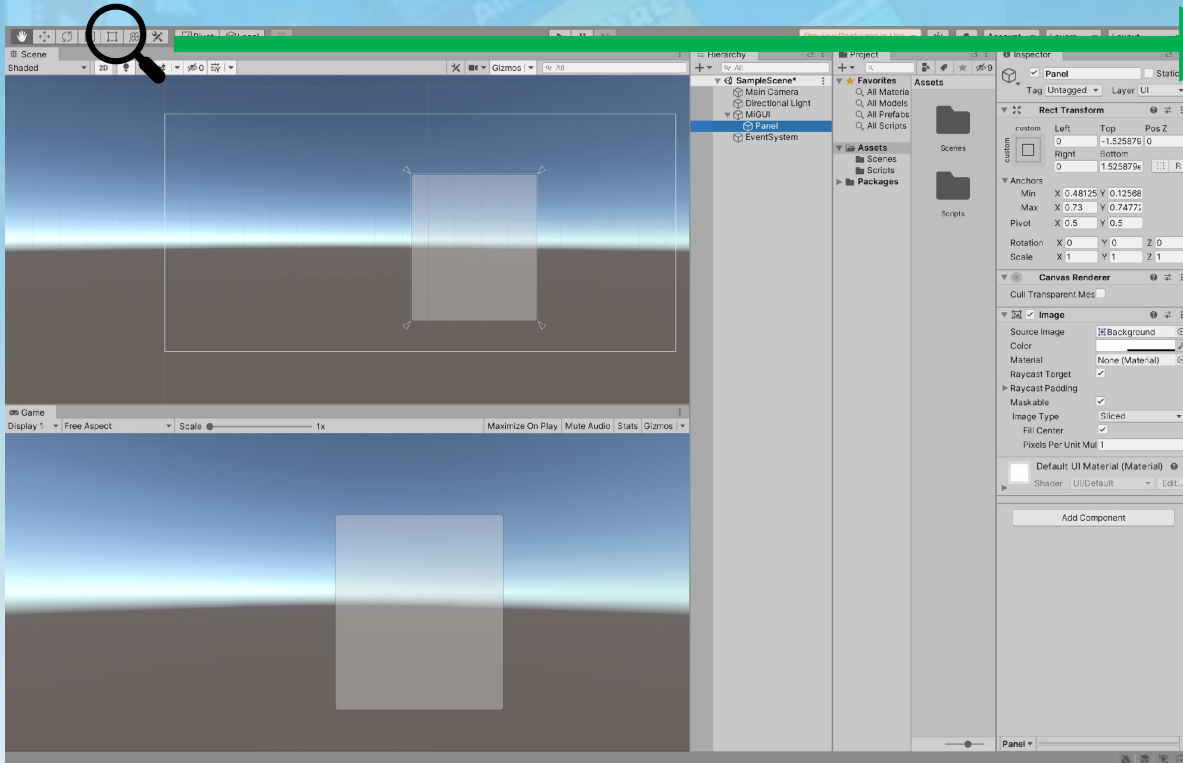 Scene
Shaded
2D
0
Gizmos
All
Game
Display 1
Free Aspect
Scale
1x
Maximize On Play
Mute Audio
Stats
Gizmos
Hierarchy
All
SampleScene*
Main Camera
Directional Light
MiGUI
Panel
EventSystem
Project
9
Favorites
All Materia
All Models
All Prefabs
All Scripts
Assets
Scenes
Scripts
Packages
Assets
Scenes
Scripts
Inspector
Panel
Static
Tag Untagged Layer UI
Rect Transform
custom Left Top Pos Z
custom 0 -1.525879 0
Right Bottom
0 1.525879e R
Anchors
Min X 0.48125 Y 0.12568
Max X 0.73 Y 0.7477
Pivot X 0.5 Y 0.5
Rotation X 0 Y 0 Z 0
Scale X 1 Y 1 Z 1
Canvas Renderer
Cull Transparent Mes
Image
Source Image Background
Color
Material None (Material)
Raycast Target
Raycast Padding
Maskable
Image Type Sliced
Fill Center
Pixels Per Unit Mul 1
Default UI Material (Material)
Shader UI/Default Edit...
Add Component
Panel